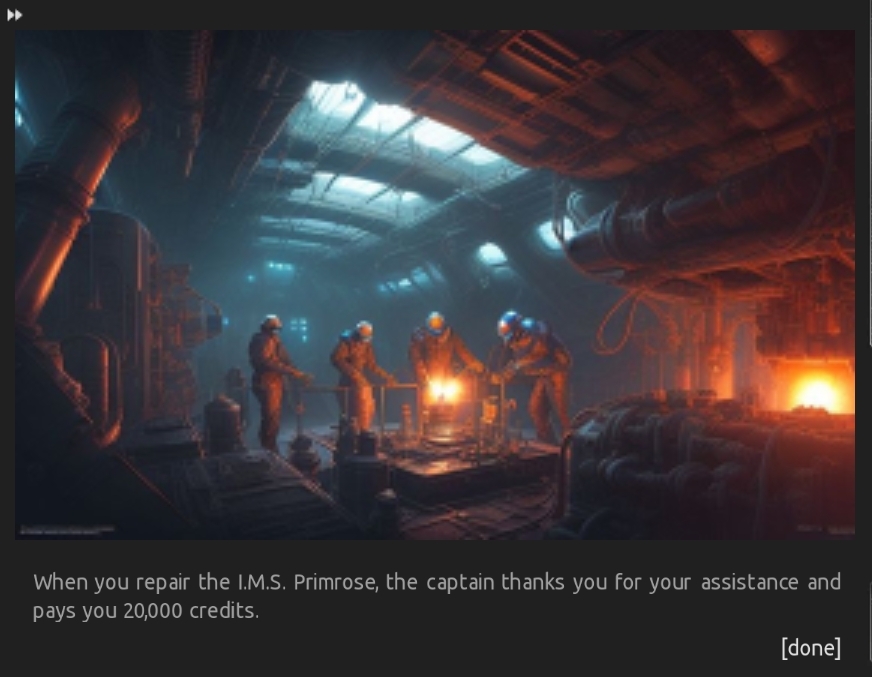 When you repair the I.M.S. Primrose, the captain thanks you for your assistance and
pays you 20,000 credits.
[done]